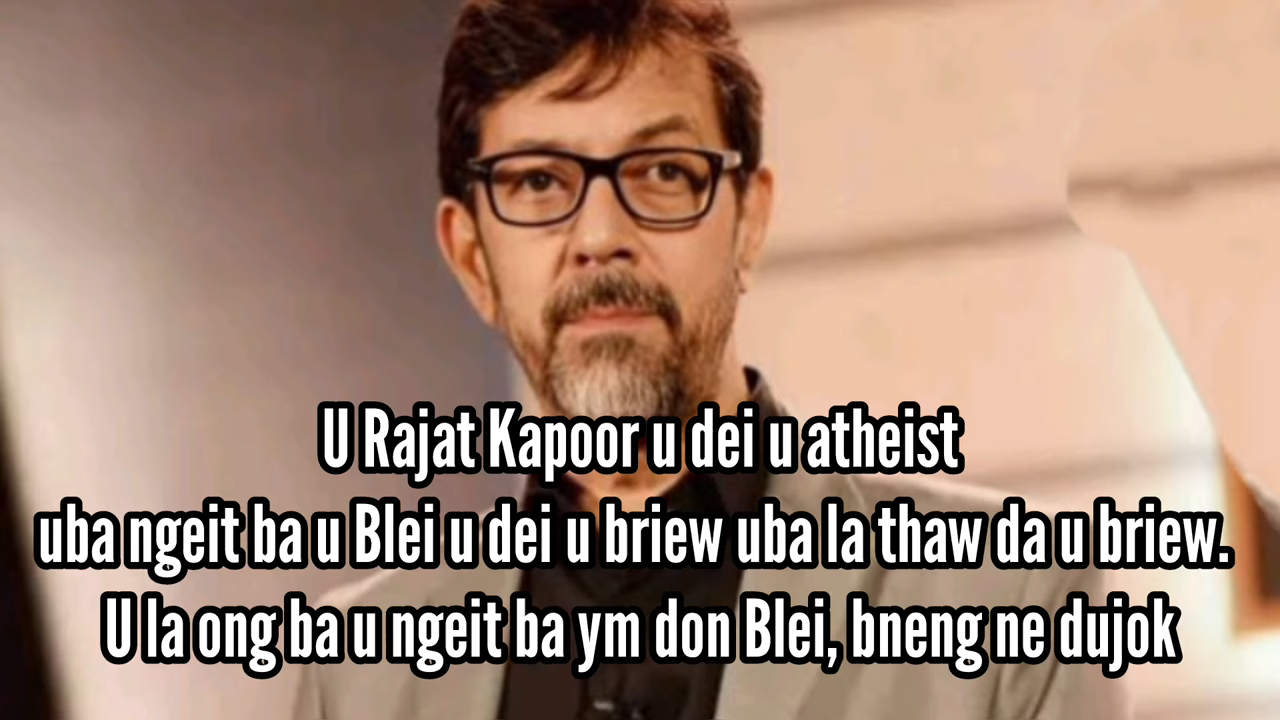 U Rajat Kapoor u dei u atheist
uba ngeit ba u Blei u dei u briew uba la thaw da u briew.
U la ong ba u ngeit ba ym don Blei, bneng ne dujok